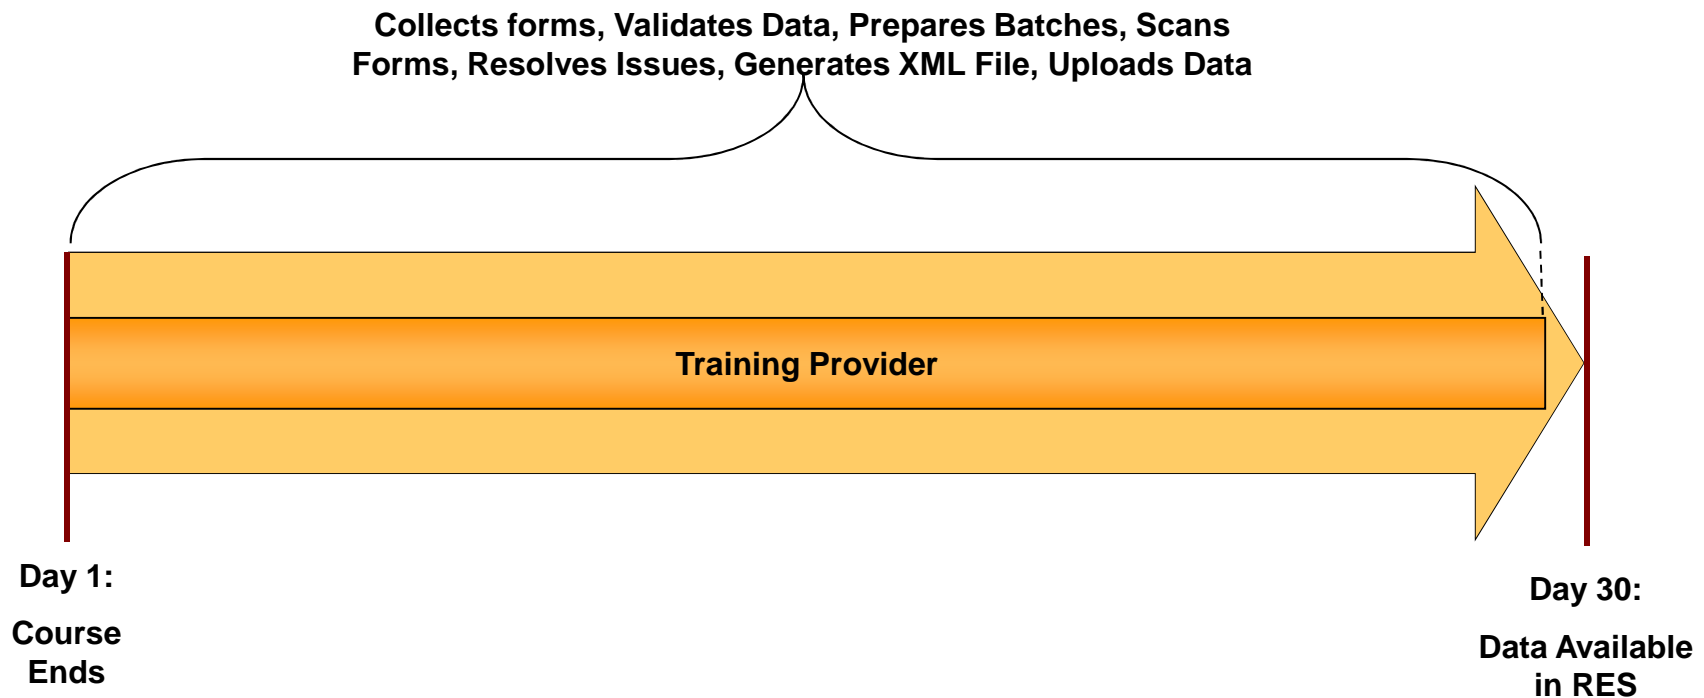 Collects forms, Validates Data, Prepares Batches, Scans
Forms, Resolves Issues, Generates XML File, Uploads Data
Training Provider
Day 1:
Course
Ends
Day 30:
Data Available
in RES